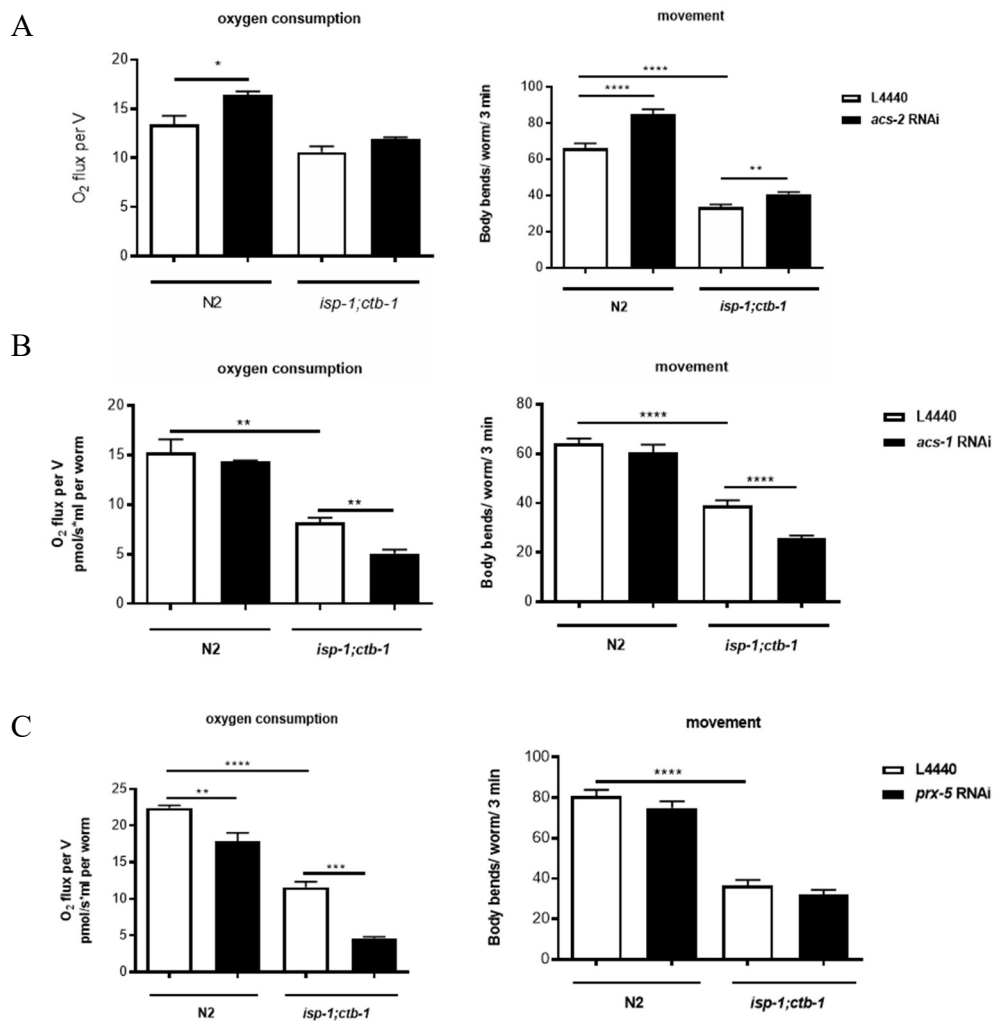 A
oxygen consumption
O2 flux per V
20
15
10
5
0
*
N2
isp-1;ctb-1
movement
Body bends/ worm/ 3 min
100
80
60
40
20
0
****
****
**
N2
isp-1;ctb-1
L4440
acs-2 RNAi
B
oxygen consumption
O2 flux per V
pmol/s*ml per worm
20
15
10
5
0
**
**
N2
isp-1;ctb-1
movement
Body bends/ worm/ 3 min
80
60
40
20
0
****
****
N2
isp-1;ctb-1
L4440
acs-1 RNAi
C
oxygen consumption
O2 flux per V
pmol/s*ml per worm
25
20
15
10
5
0
****
**
***
N2
isp-1;ctb-1
movement
Body bends/ worm/ 3 min
100
80
60
40
20
0
****
N2
isp-1;ctb-1
L4440
prx-5 RNAi